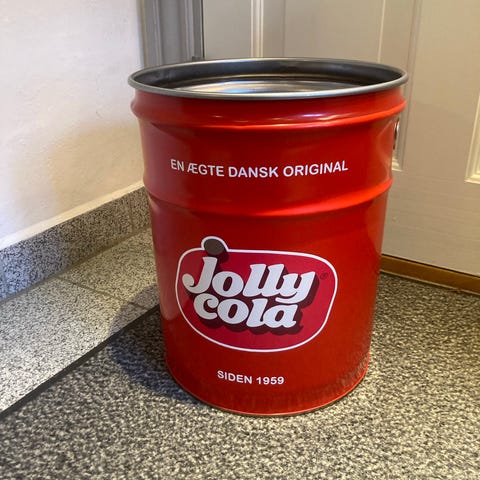 EN ÆGTE DANSK ORIGINAL
Jolly
cola
SIDEN 1959